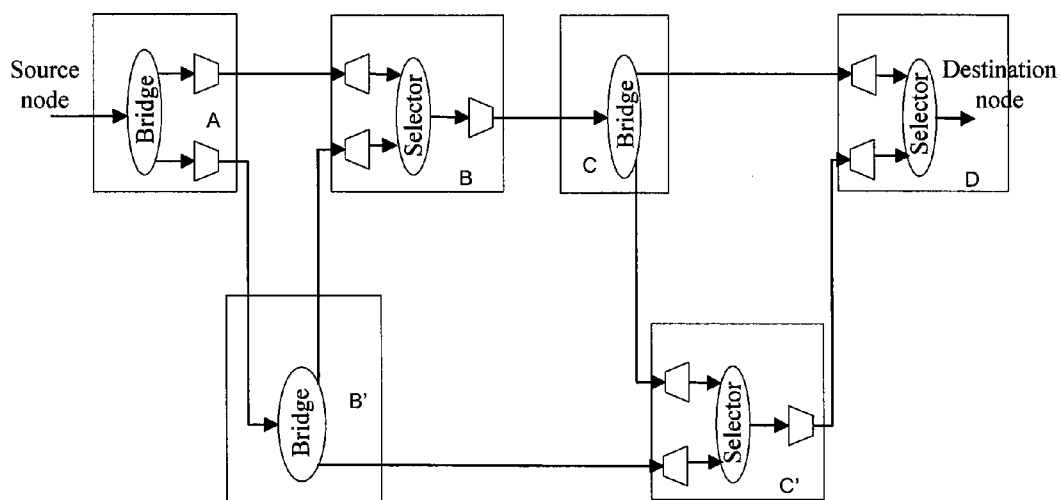 Source
node
Bridge
A
Selector
B
Bridge
C
Selector
D
Destination
node
Bridge
B'
Selector
C'